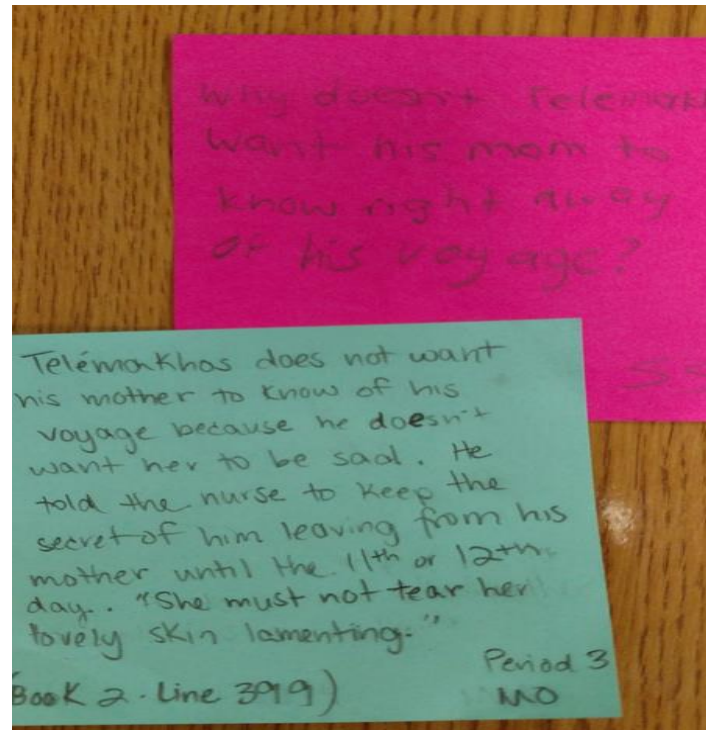 Why doesn't Telemak
want his mom to
know right away
of his voyage?
Telémakhos does not want
his mother to know of his
voyage because he doesn't
want her to be sad. He
told the nurse to keep the
secret of him leaving from his
mother until the 11th or 12th
day.. "She must not tear her
lovely skin lamenting."
Book 2. Line 399)
Period 3
MO